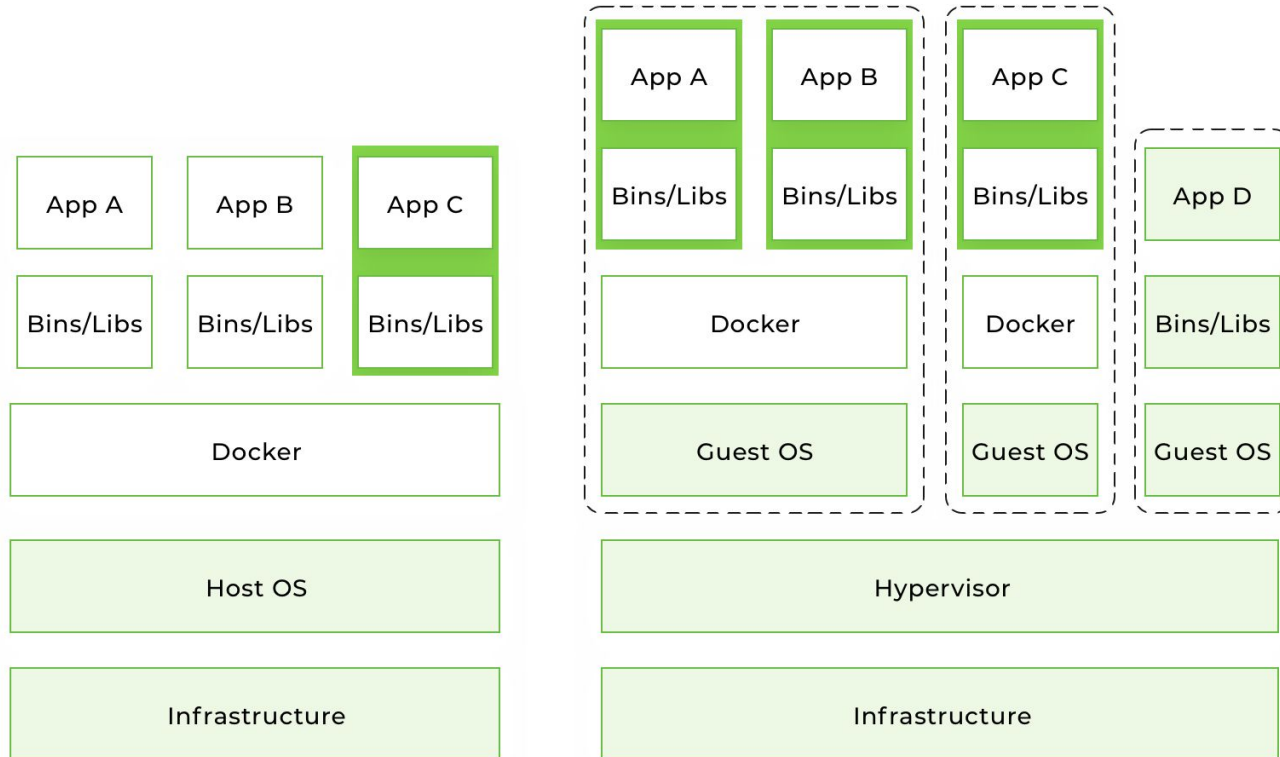 App A
App B
App C
Bins/Libs
Bins/Libs
Bins/Libs
Docker
Host OS
Infrastructure
App A
App B
App C
Bins/Libs
Bins/Libs
Bins/Libs
App D
Docker
Docker
Bins/Libs
Guest OS
Guest OS
Guest OS
Hypervisor
Infrastructure